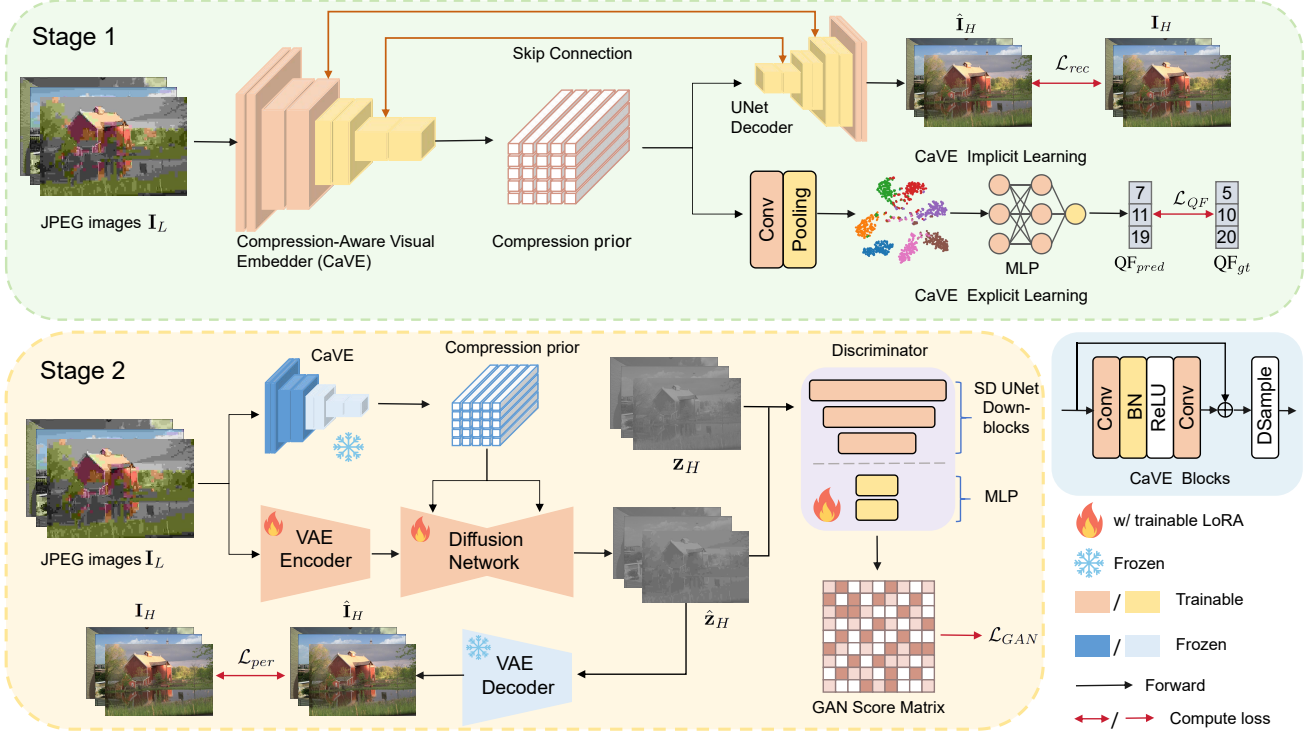 Stage 1
Skip Connection
JPEG images I_L
Compression-Aware Visual
Embedder (CaVE)
Compression prior
UNet
Decoder
Î_H
ℒ_rec
I_H
CaVE Implicit Learning
Conv
Pooling
MLP
7
11
19
QF_pred
ℒ_QF
5
10
20
QF_gt
CaVE Explicit Learning
Stage 2
CaVE
Compression prior
JPEG images I_L
VAE
Encoder
Diffusion
Network
z_H
ẑ_H
Discriminator
SD UNet
Down-
blocks
MLP
GAN Score Matrix
ℒ_GAN
I_H
ℒ_per
Î_H
VAE
Decoder
Conv
BN
ReLU
Conv
DSample
CaVE Blocks
w/ trainable LoRA
Frozen
/ Trainable
/ Frozen
Forward
/ Compute loss